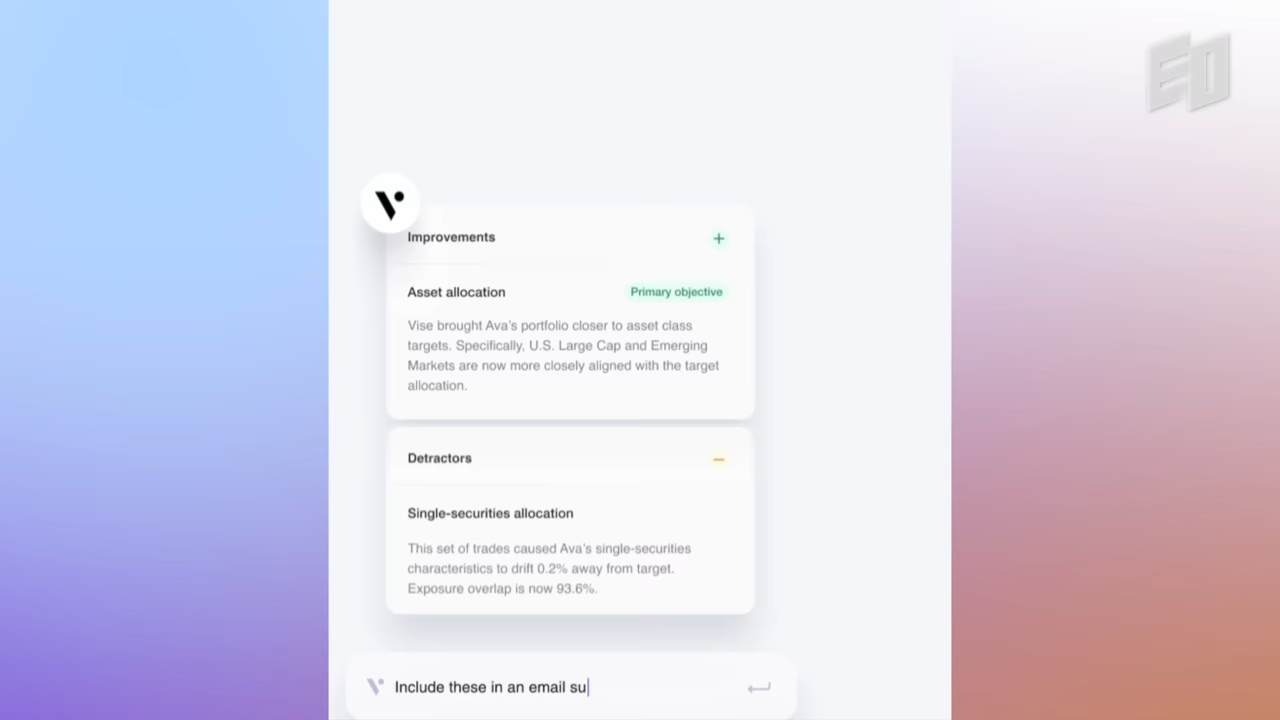 EO
Improvements
Asset allocation Primary objective
Vise brought Ava's portfolio closer to asset class
targets. Specifically, U.S. Large Cap and Emerging
Markets are now more closely aligned with the target
allocation.
Detractors
Single-securities allocation
This set of trades caused Ava's single-securities
characteristics to drift 0.2% away from target.
Exposure overlap is now 93.6%.
Include these in an email su